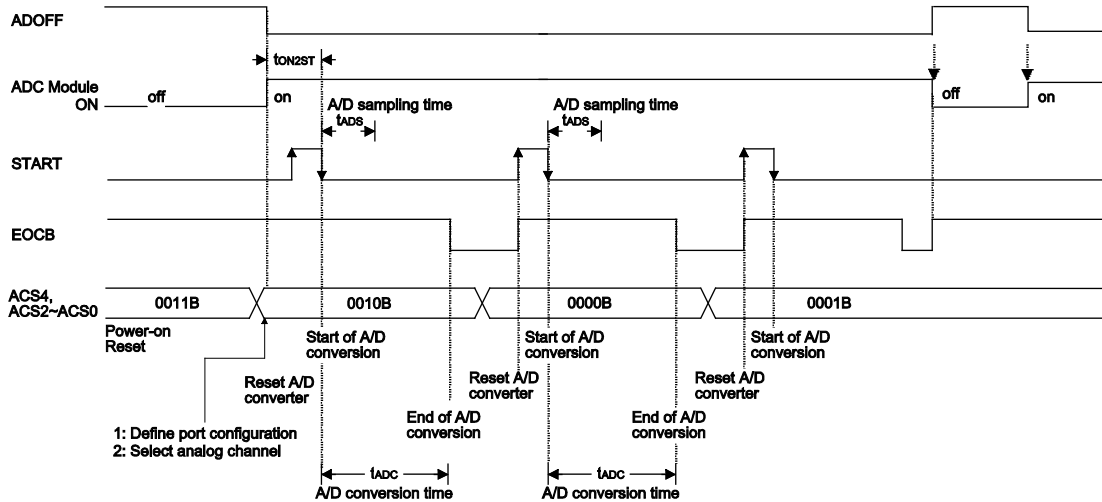 ADOFF
tON2ST
ADC Module
ON
off
on
off
on
A/D sampling time
tADS
A/D sampling time
tADS
START
EOCB
ACS4,
ACS2~ACS0
0011B
0010B
0000B
0001B
Power-on
Reset
Start of A/D
conversion
Start of A/D
conversion
Start of A/D
conversion
Reset A/D
converter
Reset A/D
converter
Reset A/D
converter
End of A/D
conversion
End of A/D
conversion
1: Define port configuration
2: Select analog channel
tADC
A/D conversion time
tADC
A/D conversion time